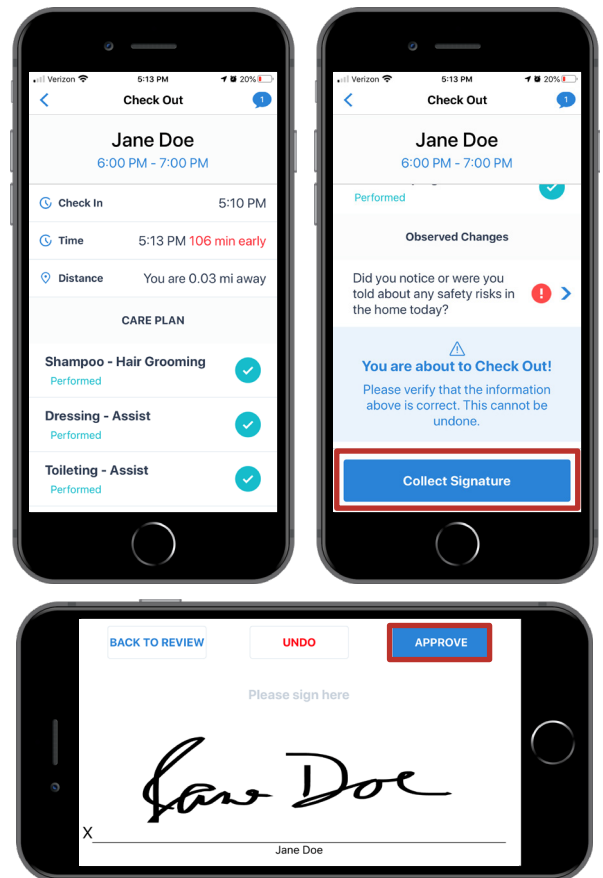 Verizon 5:13 PM 20%
Check Out 1
Jane Doe
6:00 PM - 7:00 PM
Check In 5:10 PM
Time 5:13 PM 106 min early
Distance You are 0.03 mi away
CARE PLAN
Shampoo - Hair Grooming
Performed
Dressing - Assist
Performed
Toileting - Assist
Performed
Verizon 5:13 PM 20%
Check Out 1
Jane Doe
6:00 PM - 7:00 PM
Performed
Observed Changes
Did you notice or were you
told about any safety risks in
the home today?
You are about to Check Out!
Please verify that the information
above is correct. This cannot be
undone.
Collect Signature
BACK TO REVIEW UNDO APPROVE
Please sign here
Jane Doe
X
Jane Doe